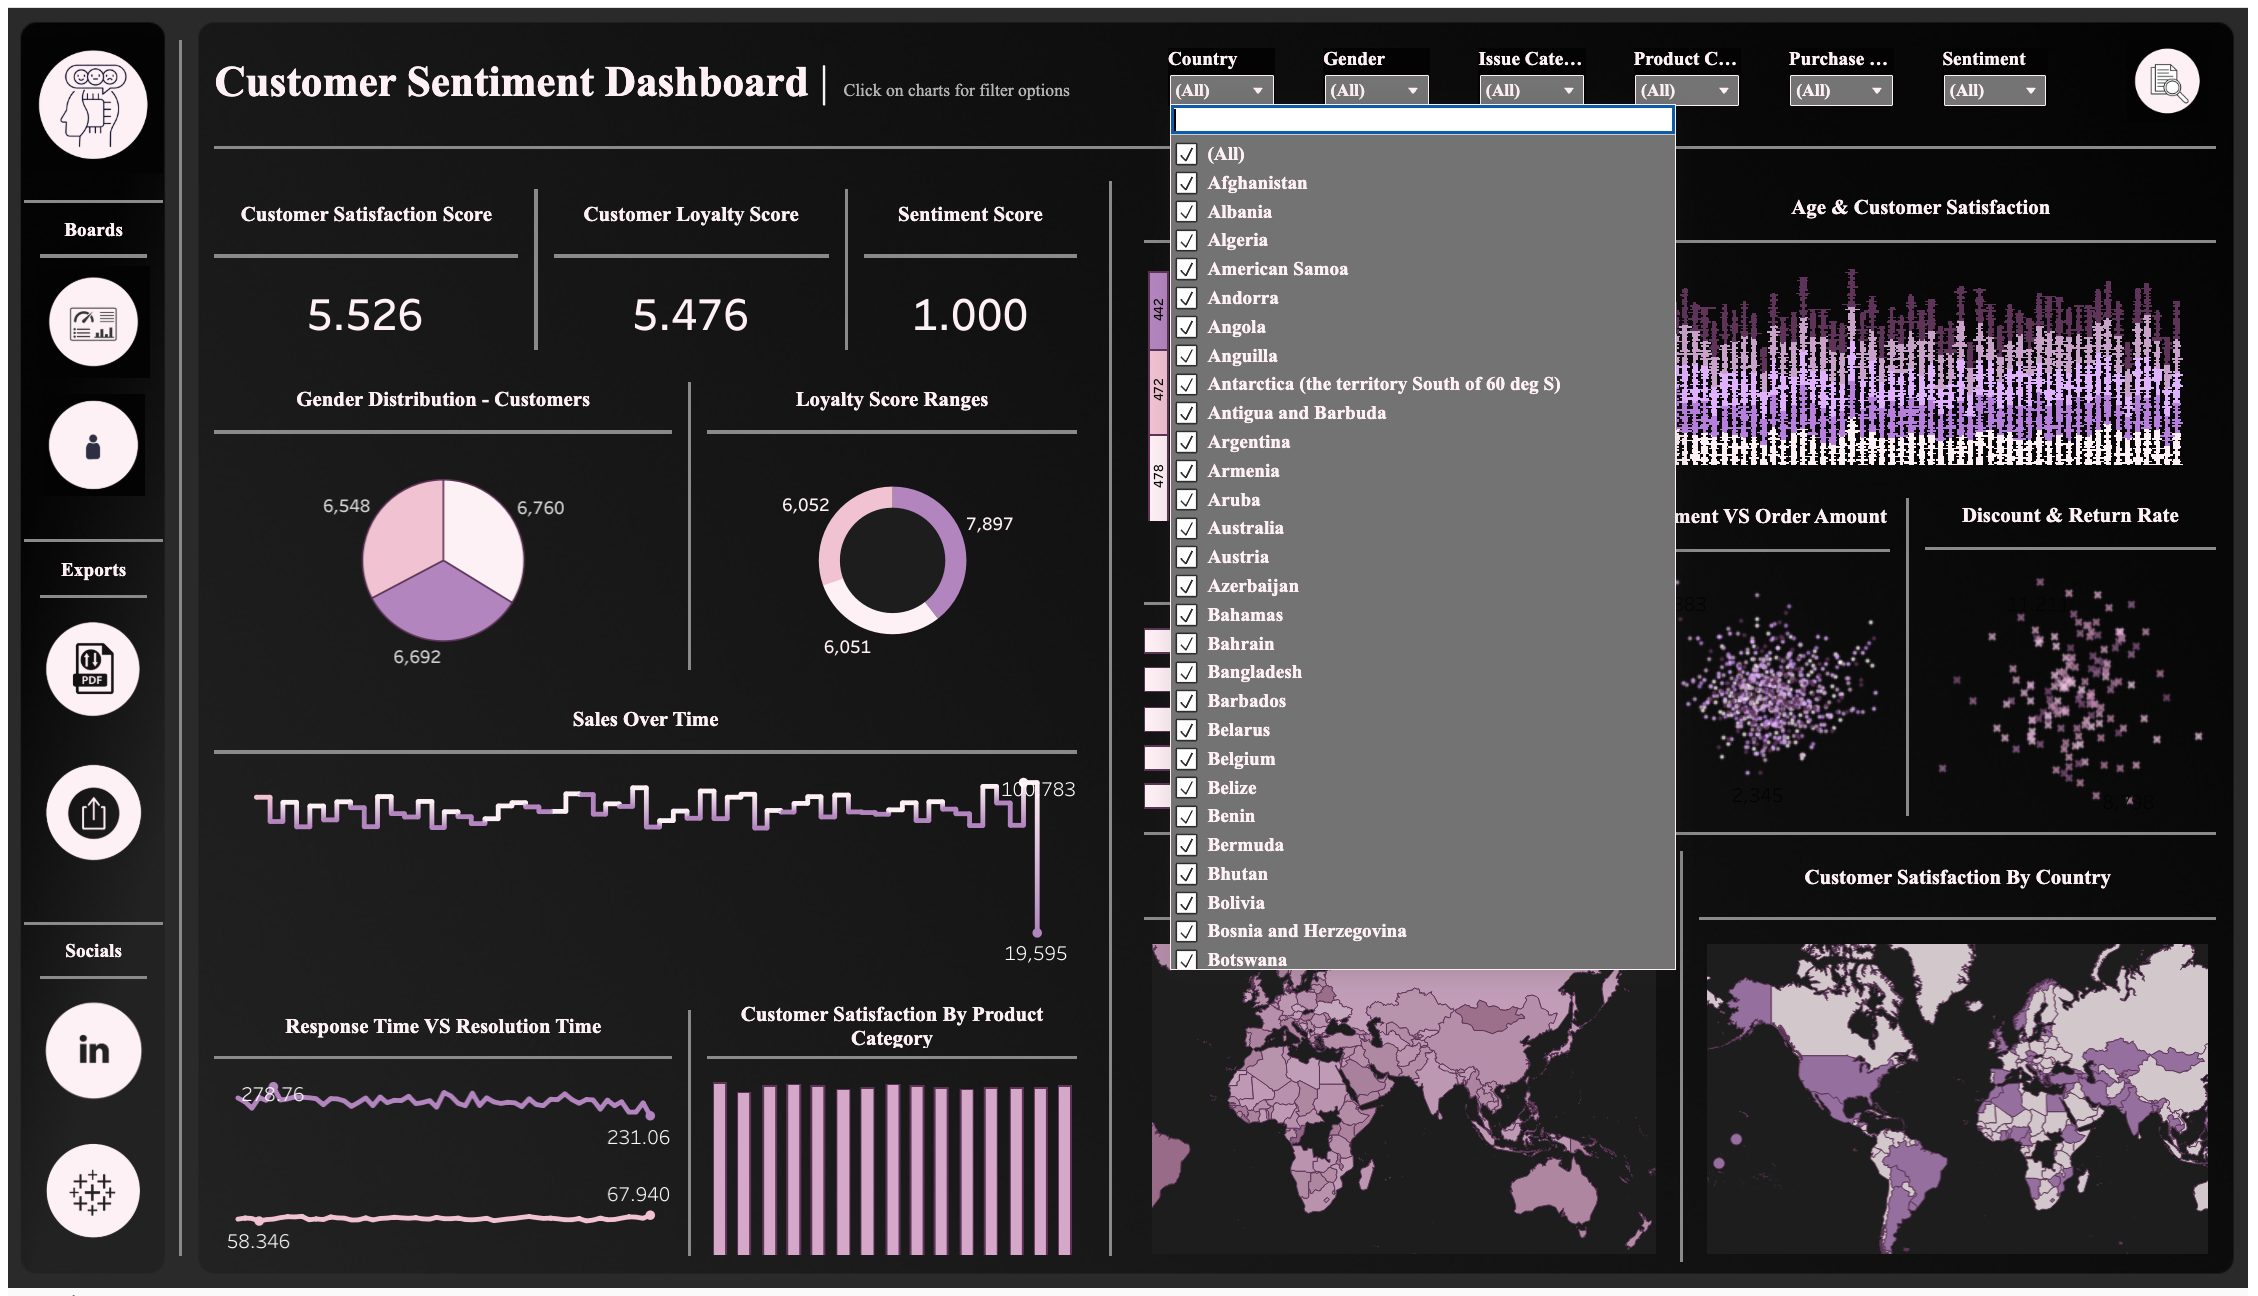 Customer Sentiment Dashboard
Click on charts for filter options
Country
Gender
Issue Cate...
Product C...
Purchase ...
Sentiment
(All)
(All)
(All)
(All)
(All)
(All)
Boards
Exports
PDF
Socials
in
Customer Satisfaction Score
Customer Loyalty Score
Sentiment Score
5.526
5.476
1.000
Gender Distribution - Customers
6,548
6,760
6,692
Loyalty Score Ranges
6,052
7,897
6,051
Sales Over Time
100,783
19,595
Response Time VS Resolution Time
278.76
231.06
67.940
58.346
Customer Satisfaction By Product
Category
(All)
Afghanistan
Albania
Algeria
American Samoa
Andorra
Angola
Anguilla
Antarctica (the territory South of 60 deg S)
Antigua and Barbuda
Argentina
Armenia
Aruba
Australia
Austria
Azerbaijan
Bahamas
Bahrain
Bangladesh
Barbados
Belarus
Belgium
Belize
Benin
Bermuda
Bhutan
Bolivia
Bosnia and Herzegovina
Botswana
442
472
478
Age & Customer Satisfaction
ment VS Order Amount
2,345
Discount & Return Rate
Customer Satisfaction By Country